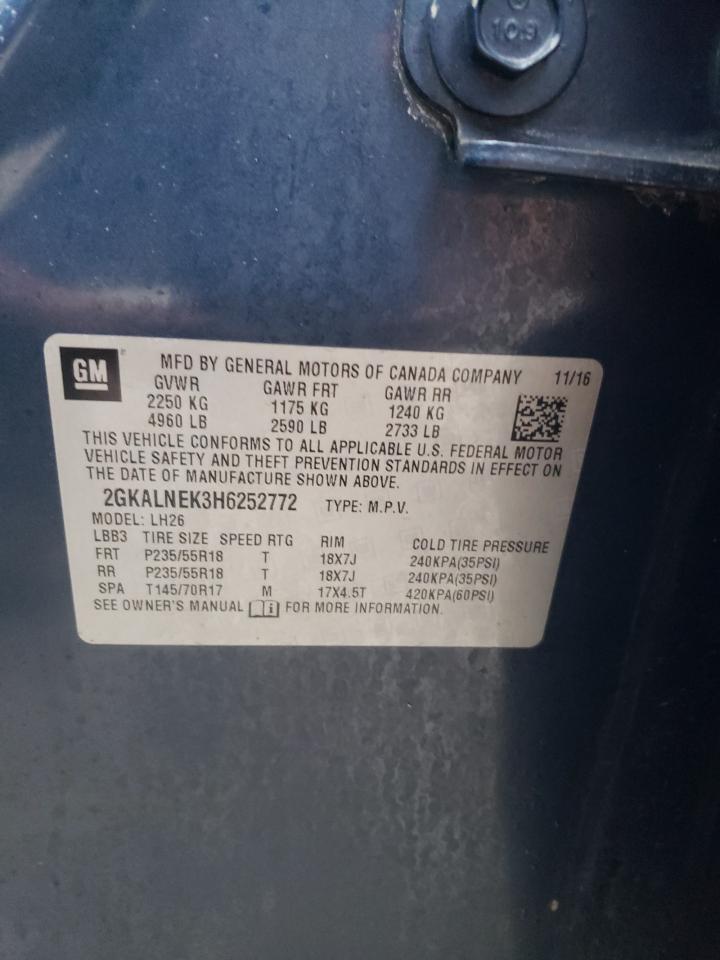 10.9
GM MFD BY GENERAL MOTORS OF CANADA COMPANY 11/16
GVWR GAWR FRT GAWR RR
2250 KG 1175 KG 1240 KG
4960 LB 2590 LB 2733 LB
THIS VEHICLE CONFORMS TO ALL APPLICABLE U.S. FEDERAL MOTOR
VEHICLE SAFETY AND THEFT PREVENTION STANDARDS IN EFFECT ON
THE DATE OF MANUFACTURE SHOWN ABOVE.
2GKALNEK3H6252772 TYPE: M.P.V.
MODEL: LH26
LBB3 TIRE SIZE SPEED RTG RIM COLD TIRE PRESSURE
FRT P235/55R18 T 18X7J 240KPA(35PSI)
RR P235/55R18 T 18X7J 240KPA(35PSI)
SPA T145/70R17 M 17X4.5T 420KPA(60PSI)
SEE OWNER'S MANUAL i FOR MORE INFORMATION.